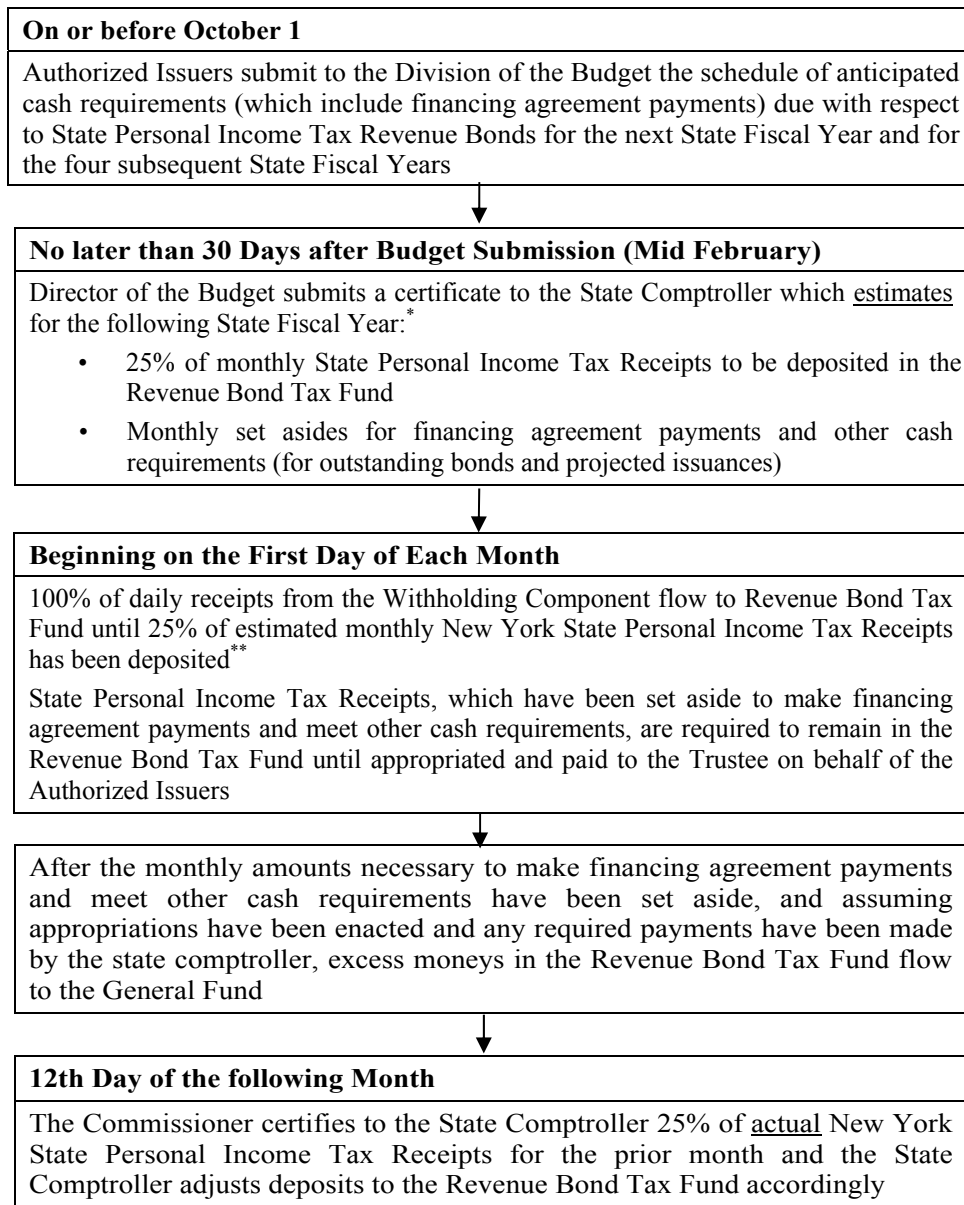 On or before October 1
Authorized Issuers submit to the Division of the Budget the schedule of anticipated
cash requirements (which include financing agreement payments) due with respect
to State Personal Income Tax Revenue Bonds for the next State Fiscal Year and for
the four subsequent State Fiscal Years
No later than 30 Days after Budget Submission (Mid February)
Director of the Budget submits a certificate to the State Comptroller which estimates
for the following State Fiscal Year:*
• 25% of monthly State Personal Income Tax Receipts to be deposited in the
Revenue Bond Tax Fund
• Monthly set asides for financing agreement payments and other cash
requirements (for outstanding bonds and projected issuances)
Beginning on the First Day of Each Month
100% of daily receipts from the Withholding Component flow to Revenue Bond Tax
Fund until 25% of estimated monthly New York State Personal Income Tax Receipts
has been deposited**
State Personal Income Tax Receipts, which have been set aside to make financing
agreement payments and meet other cash requirements, are required to remain in the
Revenue Bond Tax Fund until appropriated and paid to the Trustee on behalf of the
Authorized Issuers
After the monthly amounts necessary to make financing agreement payments
and meet other cash requirements have been set aside, and assuming
appropriations have been enacted and any required payments have been made
by the state comptroller, excess moneys in the Revenue Bond Tax Fund flow
to the General Fund
12th Day of the following Month
The Commissioner certifies to the State Comptroller 25% of actual New York
State Personal Income Tax Receipts for the prior month and the State
Comptroller adjusts deposits to the Revenue Bond Tax Fund accordingly